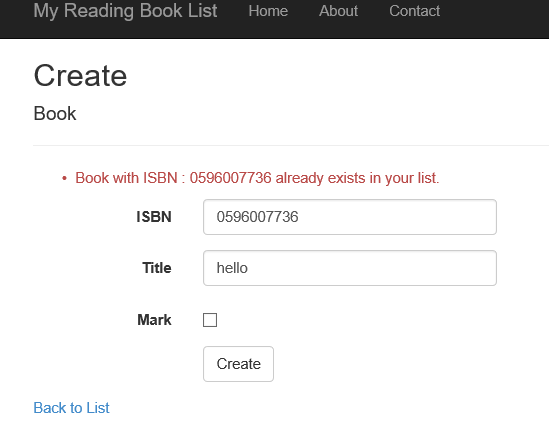 My Reading Book List Home About Contact
Create
Book
• Book with ISBN : 0596007736 already exists in your list.
ISBN 0596007736
Title hello
Mark
Create
Back to List